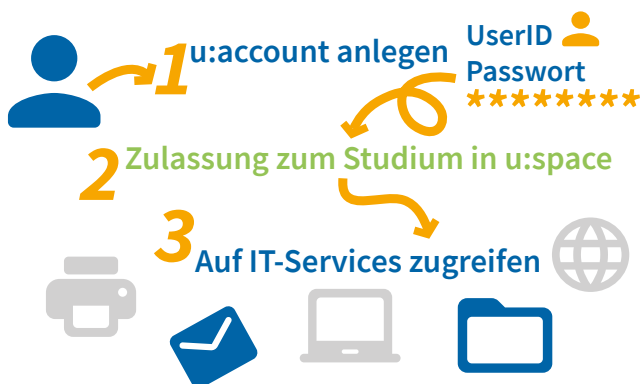 1 u:account anlegen
UserID
Passwort
********
2 Zulassung zum Studium in u:space
3 Auf IT-Services zugreifen